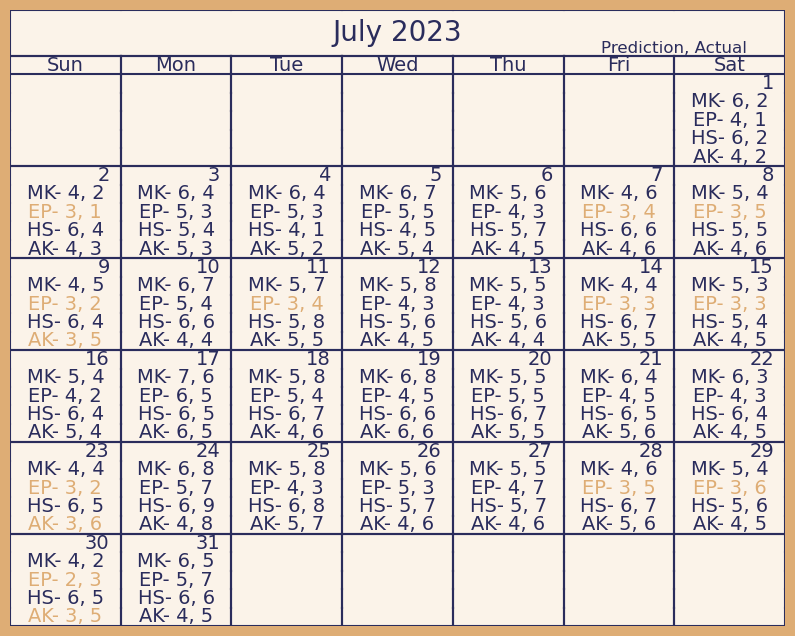 July 2023
Prediction, Actual
Sun Mon Tue Wed Thu Fri Sat
1
MK- 6, 2
EP- 4, 1
HS- 6, 2
AK- 4, 2
2 3 4 5 6 7 8
MK- 4, 2 MK- 6, 4 MK- 6, 4 MK- 6, 7 MK- 5, 6 MK- 4, 6 MK- 5, 4
EP- 3, 1 EP- 5, 3 EP- 5, 3 EP- 5, 5 EP- 4, 3 EP- 3, 4 EP- 3, 5
HS- 6, 4 HS- 5, 4 HS- 4, 1 HS- 4, 5 HS- 5, 7 HS- 6, 6 HS- 5, 5
AK- 4, 3 AK- 5, 3 AK- 5, 2 AK- 5, 4 AK- 4, 5 AK- 4, 6 AK- 4, 6
9 10 11 12 13 14 15
MK- 4, 5 MK- 6, 7 MK- 5, 7 MK- 5, 8 MK- 5, 5 MK- 4, 4 MK- 5, 3
EP- 3, 2 EP- 5, 4 EP- 3, 4 EP- 4, 3 EP- 4, 3 EP- 3, 3 EP- 3, 3
HS- 6, 4 HS- 6, 6 HS- 5, 8 HS- 5, 6 HS- 5, 6 HS- 6, 7 HS- 5, 4
AK- 3, 5 AK- 4, 4 AK- 5, 5 AK- 4, 5 AK- 4, 4 AK- 5, 5 AK- 4, 5
16 17 18 19 20 21 22
MK- 5, 4 MK- 7, 6 MK- 5, 8 MK- 6, 8 MK- 5, 5 MK- 6, 4 MK- 6, 3
EP- 4, 2 EP- 6, 5 EP- 5, 4 EP- 4, 5 EP- 5, 5 EP- 4, 5 EP- 4, 3
HS- 6, 4 HS- 6, 5 HS- 6, 7 HS- 6, 6 HS- 6, 7 HS- 6, 5 HS- 6, 4
AK- 5, 4 AK- 6, 5 AK- 4, 6 AK- 6, 6 AK- 5, 5 AK- 5, 6 AK- 4, 5
23 24 25 26 27 28 29
MK- 4, 4 MK- 6, 8 MK- 5, 8 MK- 5, 6 MK- 5, 5 MK- 4, 6 MK- 5, 4
EP- 3, 2 EP- 5, 7 EP- 4, 3 EP- 5, 3 EP- 4, 7 EP- 3, 5 EP- 3, 6
HS- 6, 5 HS- 6, 9 HS- 6, 8 HS- 5, 7 HS- 5, 7 HS- 6, 7 HS- 5, 6
AK- 3, 6 AK- 4, 8 AK- 5, 7 AK- 4, 6 AK- 4, 6 AK- 5, 6 AK- 4, 5
30 31
MK- 4, 2 MK- 6, 5
EP- 2, 3 EP- 5, 7
HS- 6, 5 HS- 6, 6
AK- 3, 5 AK- 4, 5